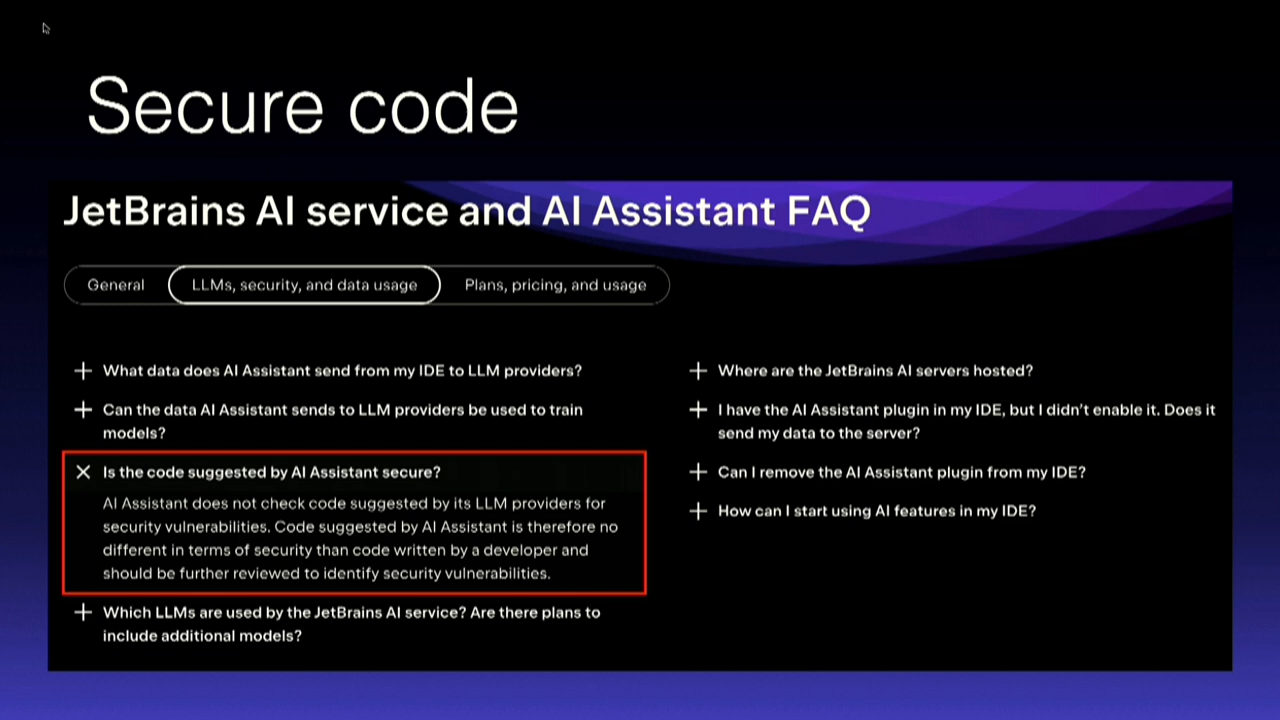 Secure code
JetBrains AI service and AI Assistant FAQ
General
LLMs, security, and data usage
Plans, pricing, and usage
What data does AI Assistant send from my IDE to LLM providers?
Can the data AI Assistant sends to LLM providers be used to train
models?
Is the code suggested by AI Assistant secure?
AI Assistant does not check code suggested by its LLM providers for
security vulnerabilities. Code suggested by AI Assistant is therefore no
different in terms of security than code written by a developer and
should be further reviewed to identify security vulnerabilities.
Which LLMs are used by the JetBrains AI service? Are there plans to
include additional models?
Where are the JetBrains AI servers hosted?
I have the AI Assistant plugin in my IDE, but I didn't enable it. Does it
send my data to the server?
Can I remove the AI Assistant plugin from my IDE?
How can I start using AI features in my IDE?